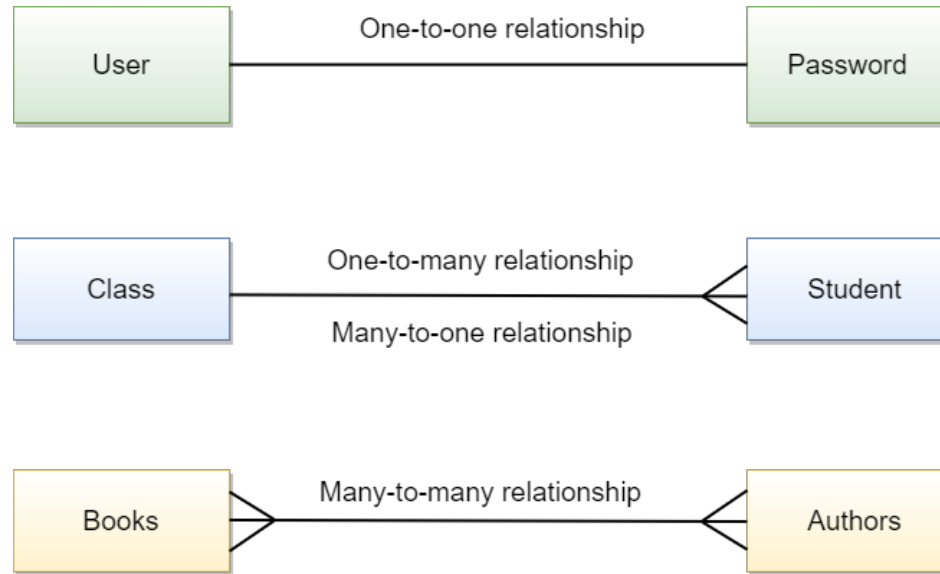 One-to-one relationship
User
Password
One-to-many relationship
Class
Student
Many-to-one relationship
Many-to-many relationship
Books
Authors